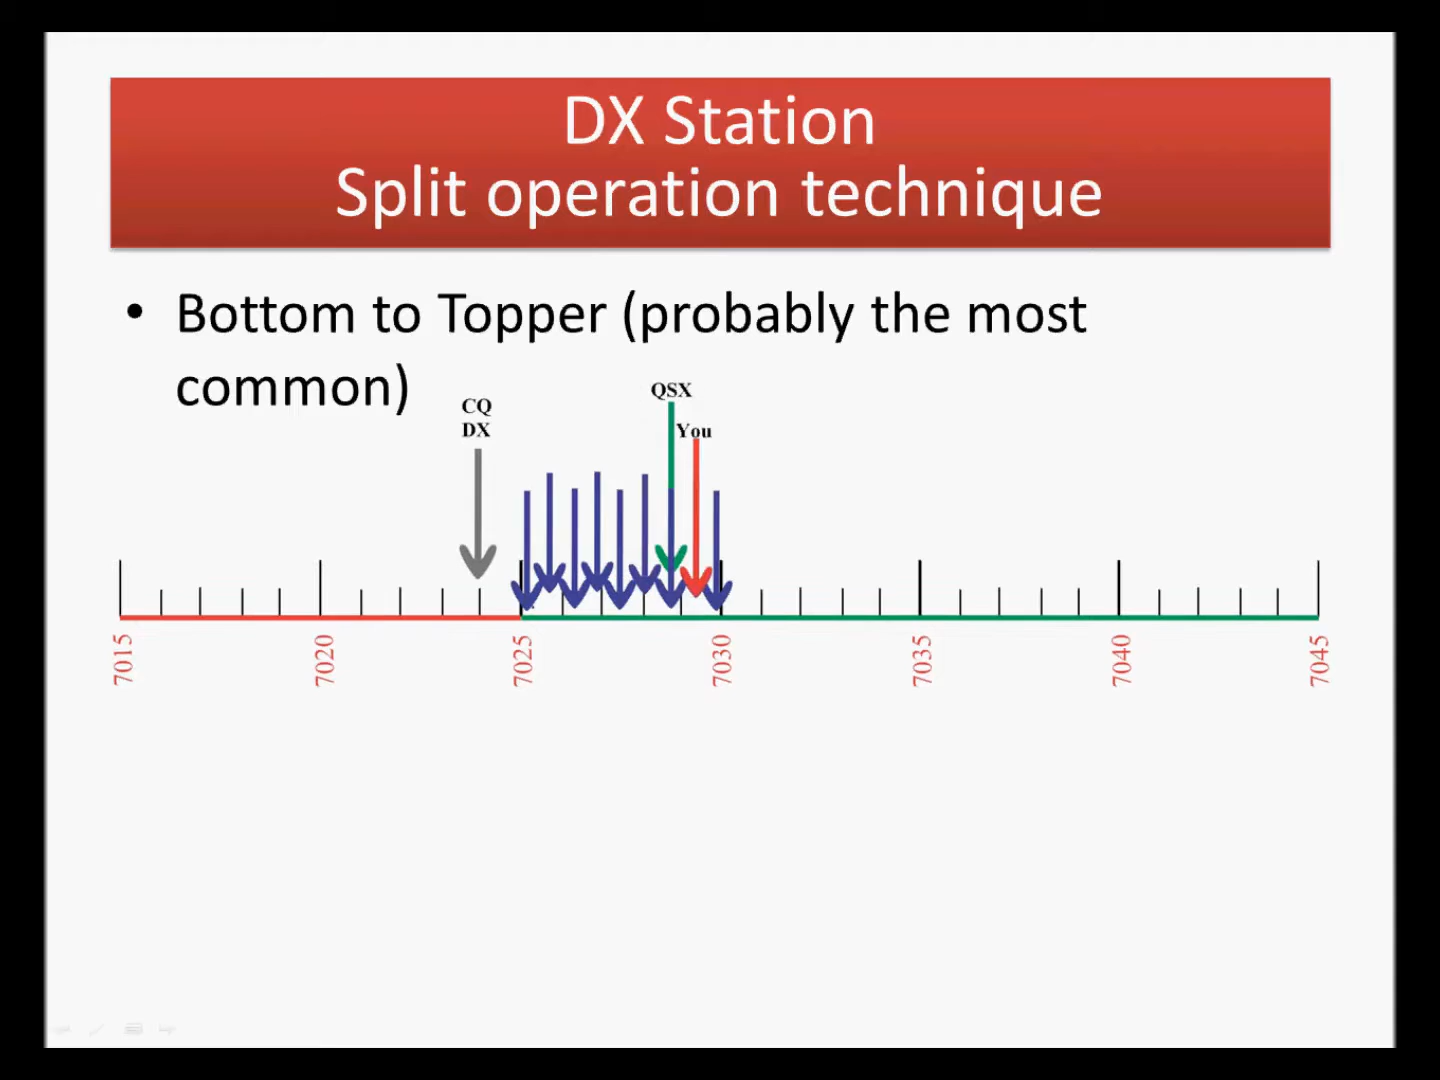 DX Station
Split operation technique
• Bottom to Topper (probably the most
common)
CQ
DX
QSX
You
7015
7020
7025
7030
7035
7040
7045